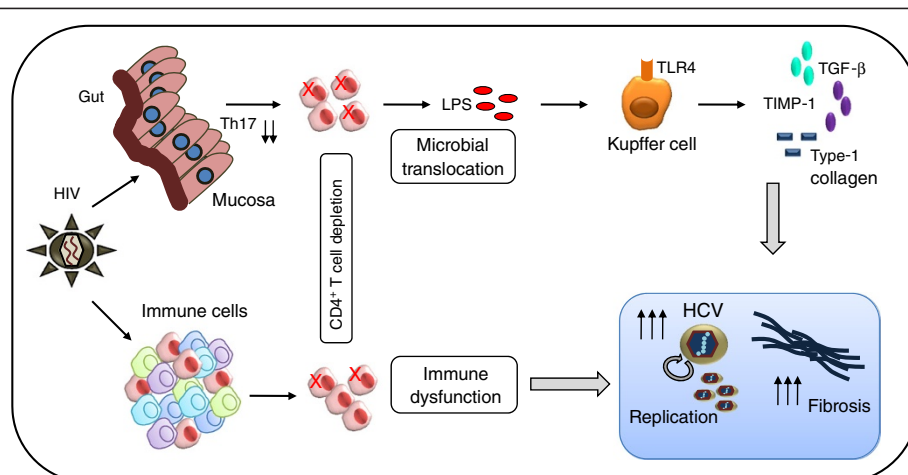 Gut
Th17
Mucosa
HIV
LPS
Microbial
translocation
TLR4
Kupffer cell
TGF-β
TIMP-1
Type-1
collagen
CD4⁺ T cell depletion
Immune cells
X
X
X
X
X
Immune
dysfunction
HCV
Replication
Fibrosis